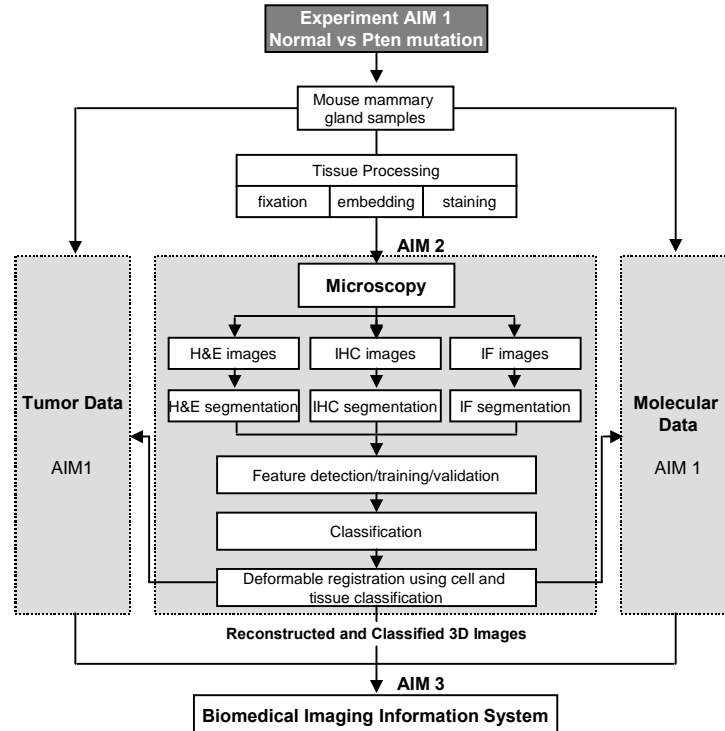 Experiment AIM 1
Normal vs Pten mutation
Mouse mammary
gland samples
Tissue Processing
fixation
embedding
staining
AIM 2
Microscopy
H&E images
IHC images
IF images
H&E segmentation
IHC segmentation
IF segmentation
Tumor Data
AIM1
Molecular
Data
AIM 1
Feature detection/training/validation
Classification
Deformable registration using cell and
tissue classification
Reconstructed and Classified 3D Images
AIM 3
Biomedical Imaging Information System